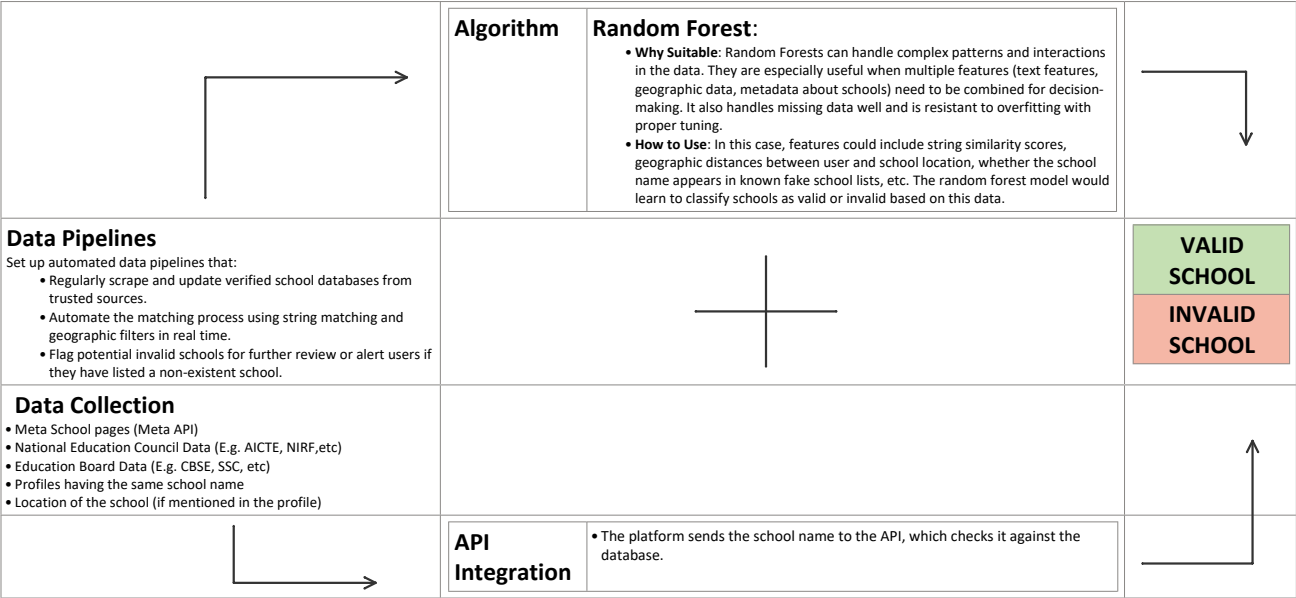 Algorithm
Random Forest:
• Why Suitable: Random Forests can handle complex patterns and interactions
in the data. They are especially useful when multiple features (text features,
geographic data, metadata about schools) need to be combined for decision-
making. It also handles missing data well and is resistant to overfitting with
proper tuning.
• How to Use: In this case, features could include string similarity scores,
geographic distances between user and school location, whether the school
name appears in known fake school lists, etc. The random forest model would
learn to classify schools as valid or invalid based on this data.
Data Pipelines
Set up automated data pipelines that:
• Regularly scrape and update verified school databases from
trusted sources.
• Automate the matching process using string matching and
geographic filters in real time.
• Flag potential invalid schools for further review or alert users if
they have listed a non-existent school.
VALID
SCHOOL
INVALID
SCHOOL
Data Collection
• Meta School pages (Meta API)
• National Education Council Data (E.g. AICTE, NIRF,etc)
• Education Board Data (E.g. CBSE, SSC, etc)
• Profiles having the same school name
• Location of the school (if mentioned in the profile)
API
Integration
• The platform sends the school name to the API, which checks it against the
database.